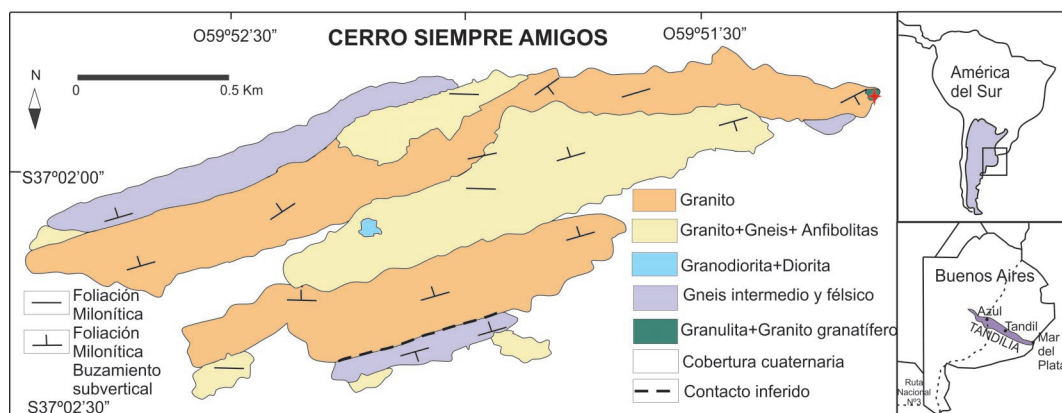 O59º52'30"
CERRO SIEMPRE AMIGOS
O59º51'30"
N
0
0.5 Km
S37º02'00"
S37º02'30"
Foliación
Milonítica
Foliación
Milonítica
Buzamiento
subvertical
Granito
Granito+Gneis+ Anfibolitas
Granodiorita+Diorita
Gneis intermedio y félsico
Granulita+Granito granatífero
Cobertura cuaternaria
Contacto inferido
América
del Sur
Buenos Aires
Azul
Tandil
TANDILIA
Mar
del
Plata
Ruta
Nacional
Nº3